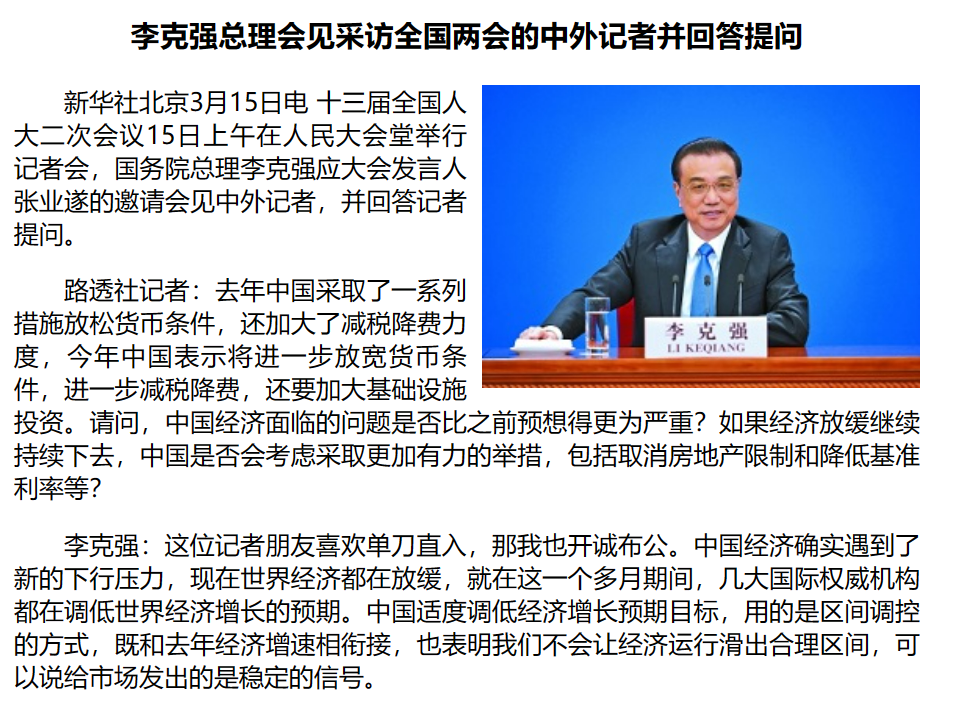 李克强总理会见采访全国两会的中外记者并回答提问
新华社北京3月15日电 十三届全国人
大二次会议15日上午在人民大会堂举行
记者会，国务院总理李克强应大会发言人
张业遂的邀请会见中外记者，并回答记者
提问。
路透社记者：去年中国采取了一系列
措施放松货币条件，还加大了减税降费力
度，今年中国表示将进一步放宽货币条
件，进一步减税降费，还要加大基础设施
投资。请问，中国经济面临的问题是否比之前预想得更为严重？如果经济放缓继续
持续下去，中国是否会考虑采取更加有力的举措，包括取消房地产限制和降低基准
利率等？
李克强：这位记者朋友喜欢单刀直入，那我也开诚布公。中国经济确实遇到了
新的下行压力，现在世界经济都在放缓，就在这一个多月期间，几大国际权威机构
都在调低世界经济增长的预期。中国适度调低经济增长预期目标，用的是区间调控
的方式，既和去年经济增速相衔接，也表明我们不会让经济运行滑出合理区间，可
以说给市场发出的是稳定的信号。
李克强
LI KEQIANG